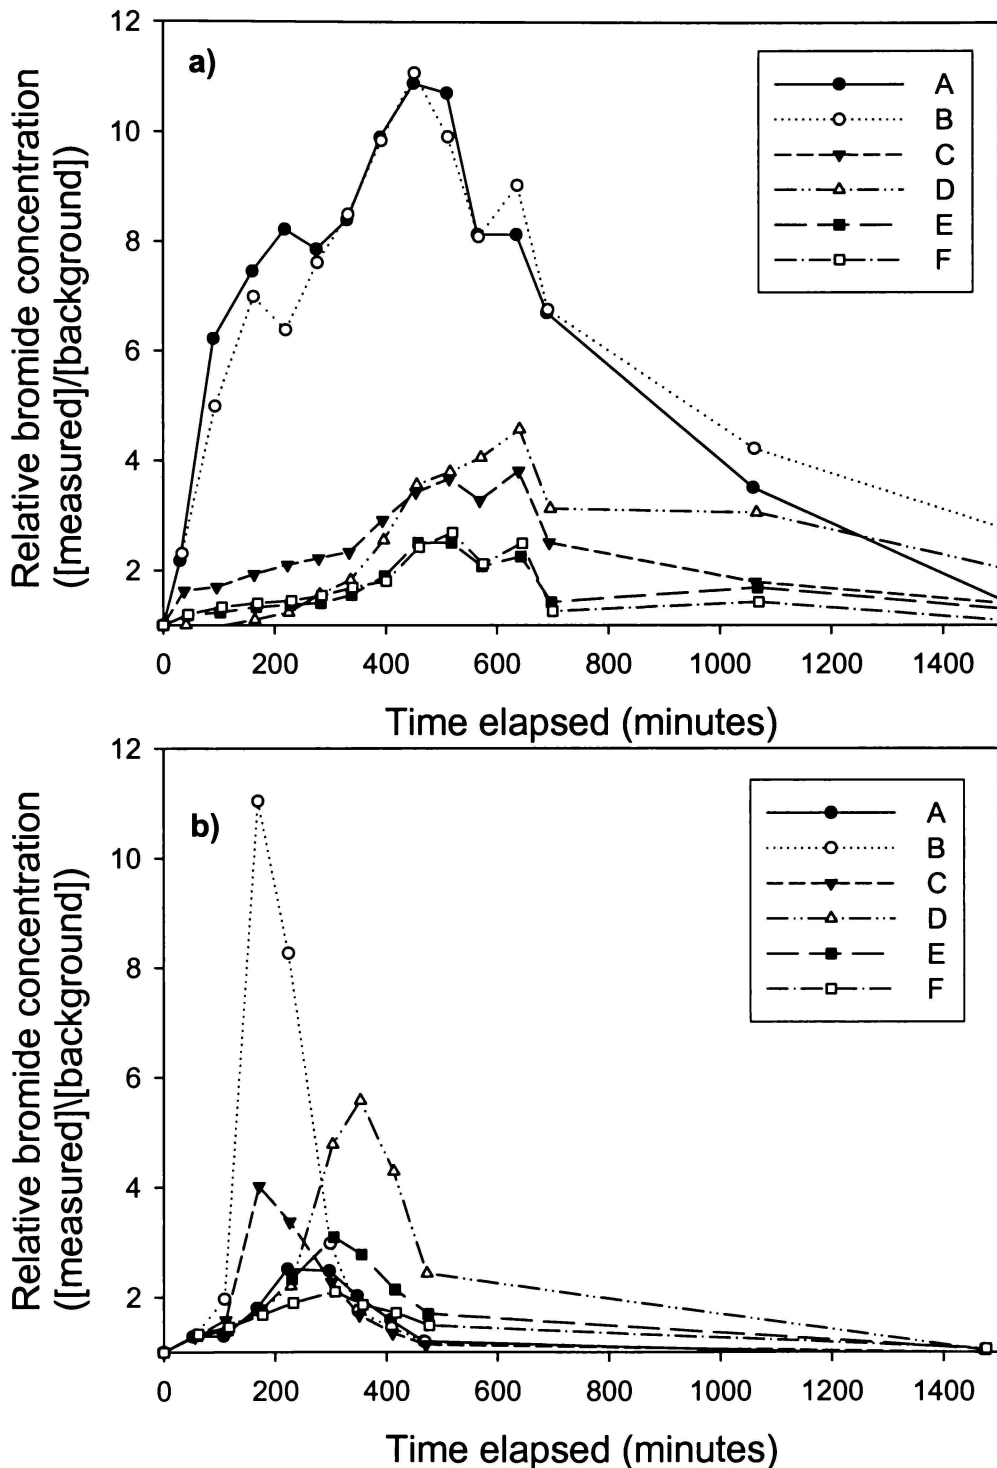 12
10
8
6
4
2
a)
A
B
C
D
E
F
Relative bromide concentration
([measured]/[background])
0 200 400 600 800 1000 1200 1400
Time elapsed (minutes)
12
10
8
6
4
2
b)
A
B
C
D
E
F
Relative bromide concentration
([measured]\[background])
0 200 400 600 800 1000 1200 1400
Time elapsed (minutes)